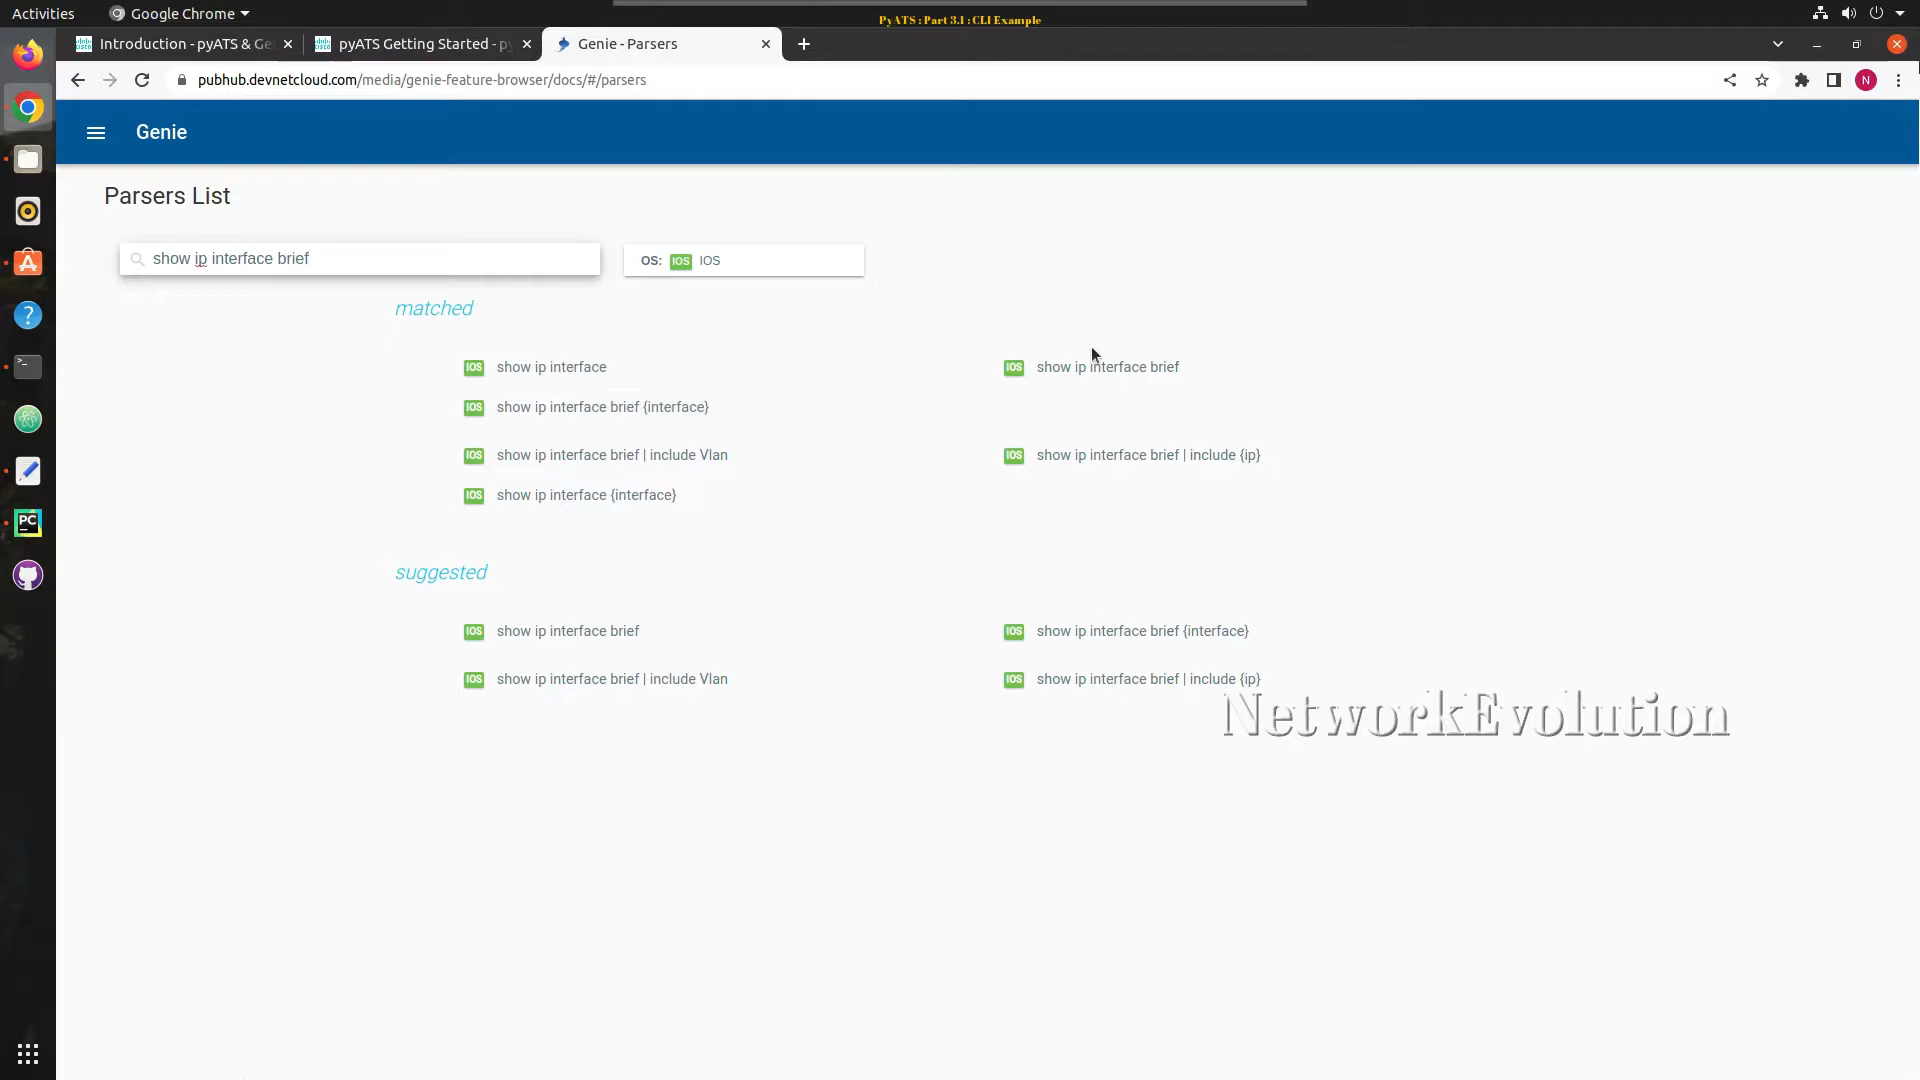 Activities
Google Chrome
PyATS : Part 3.1 : CLI Example
Introduction - pyATS & Ge
pyATS Getting Started - py
Genie - Parsers
pubhub.devnetcloud.com/media/genie-feature-browser/docs/#/parsers
N
Genie
Parsers List
show ip interface brief
OS: IOS IOS
matched
IOS show ip interface
IOS show ip interface brief
IOS show ip interface brief {interface}
IOS show ip interface brief | include Vlan
IOS show ip interface brief | include {ip}
IOS show ip interface {interface}
suggested
IOS show ip interface brief
IOS show ip interface brief {interface}
IOS show ip interface brief | include Vlan
IOS show ip interface brief | include {ip}
NetworkEvolution
PC